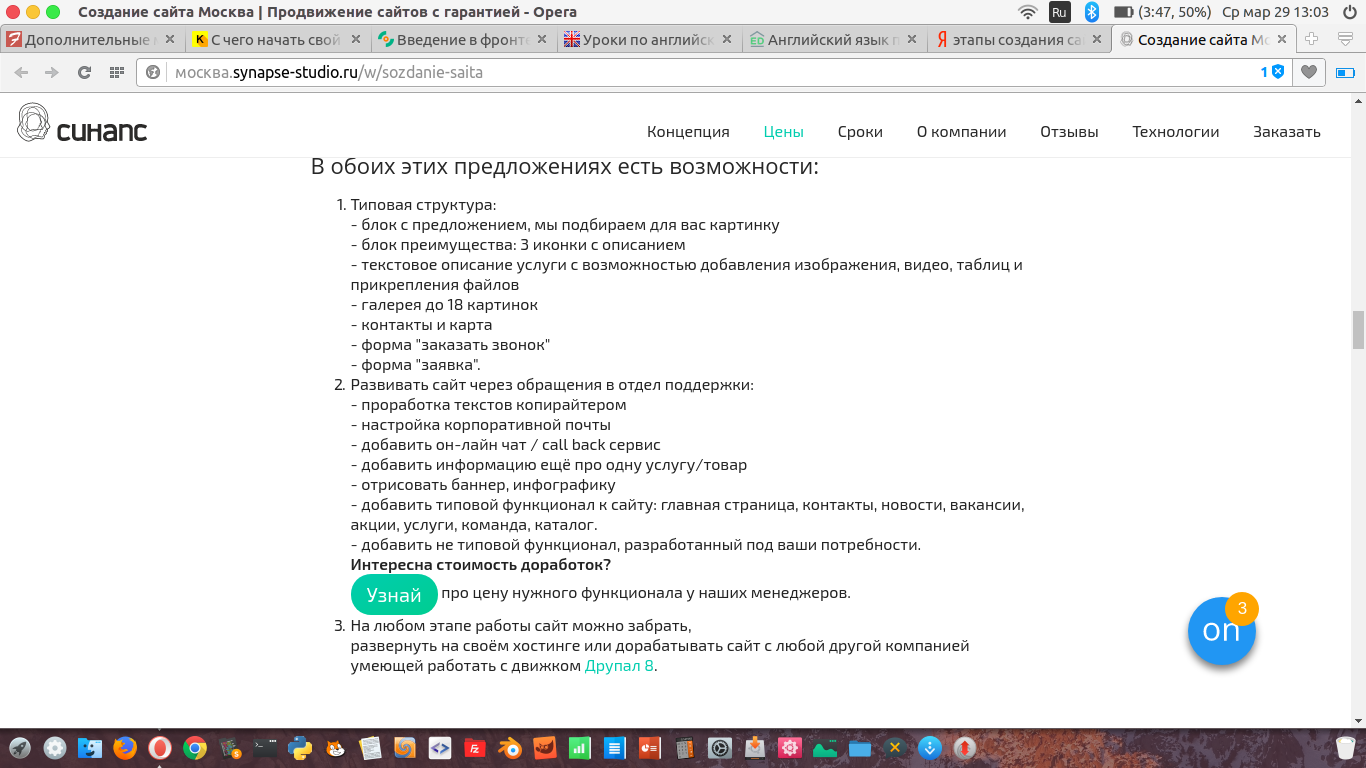 Создание сайта Москва | Продвижение сайтов с гарантией - Opera
Ru
(3:47, 50%)
Ср мар 29 13:03
Дополнительные
С чего начать свой
Введение в фронте
Уроки по английск
Английский язык п
этапы создания са
Создание сайта Мо
москва.synapse-studio.ru/w/sozdanie-saita
1
синапс
Концепция
Цены
Сроки
О компании
Отзывы
Технологии
Заказать
В обоих этих предложениях есть возможности:
1. Типовая структура:
- блок с предложением, мы подбираем для вас картинку
- блок преимущества: 3 иконки с описанием
- текстовое описание услуги с возможностью добавления изображения, видео, таблиц и
прикрепления файлов
- галерея до 18 картинок
- контакты и карта
- форма "заказать звонок"
- форма "заявка".
2. Развивать сайт через обращения в отдел поддержки:
- проработка текстов копирайтером
- настройка корпоративной почты
- добавить он-лайн чат / call back сервис
- добавить информацию ещё про одну услугу/товар
- отрисовать баннер, инфографику
- добавить типовой функционал к сайту: главная страница, контакты, новости, вакансии,
акции, услуги, команда, каталог.
- добавить не типовой функционал, разработанный под ваши потребности.
Интересна стоимость доработок?
Узнай про цену нужного функционала у наших менеджеров.
3
on
3. На любом этапе работы сайт можно забрать,
развернуть на своём хостинге или дорабатывать сайт с любой другой компанией
умеющей работать с движком Друпал 8.